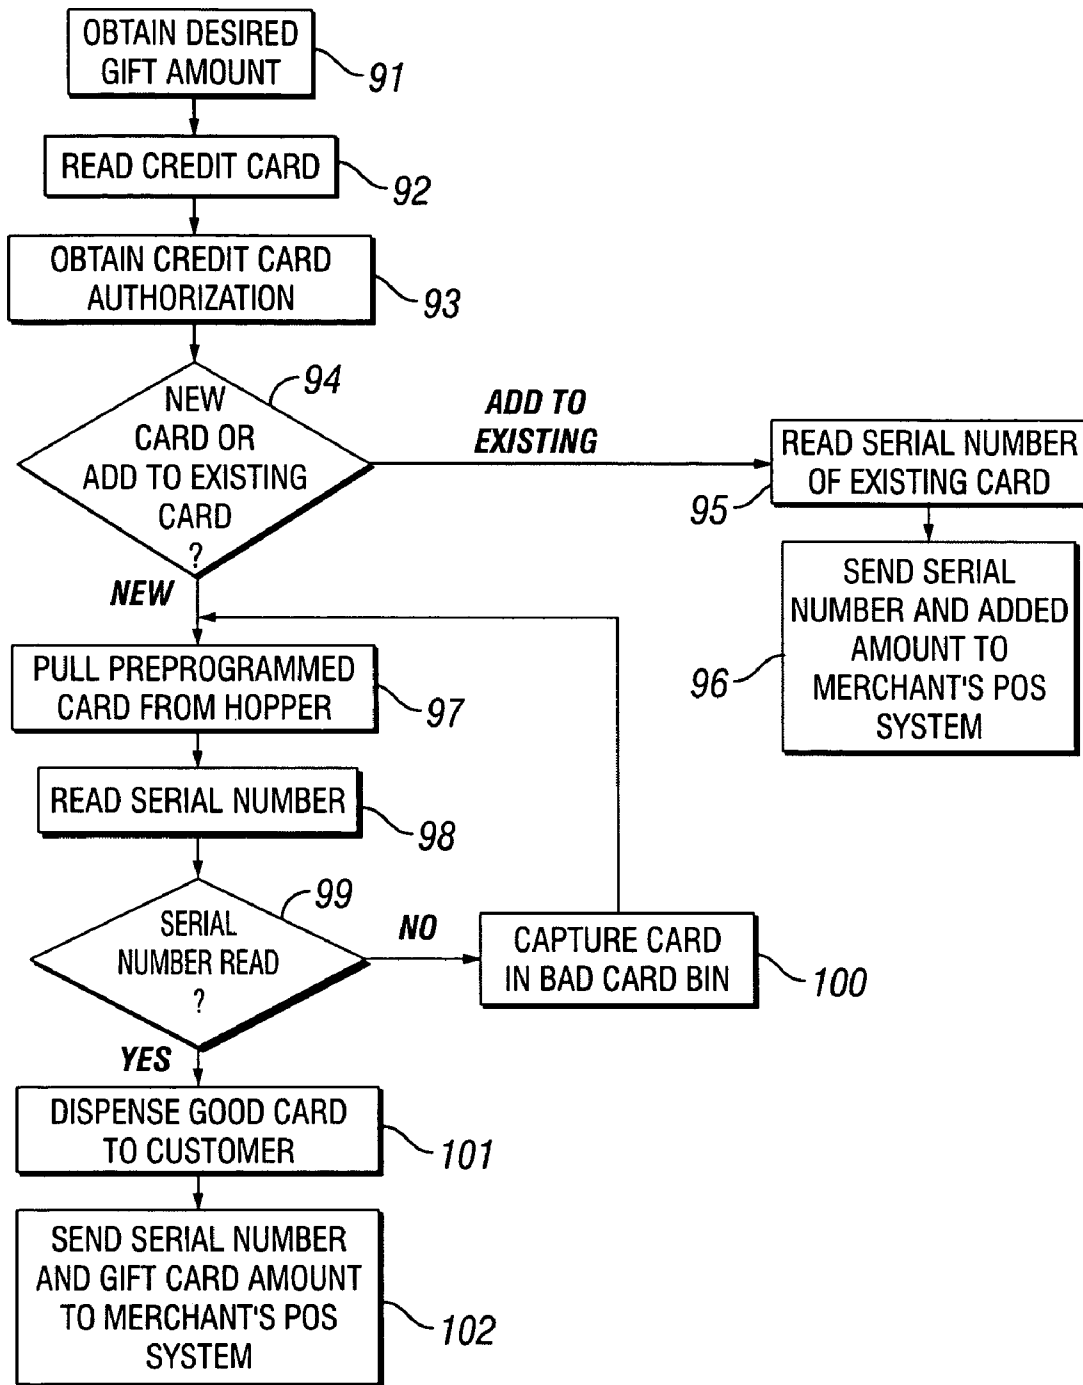 OBTAIN DESIRED
GIFT AMOUNT
91
READ CREDIT CARD
92
OBTAIN CREDIT CARD
AUTHORIZATION
93
NEW
CARD OR
ADD TO EXISTING
CARD
?
94
ADD TO
EXISTING
READ SERIAL NUMBER
OF EXISTING CARD
95
SEND SERIAL
NUMBER AND ADDED
AMOUNT TO
MERCHANT'S POS
SYSTEM
96
NEW
PULL PREPROGRAMMED
CARD FROM HOPPER
97
READ SERIAL NUMBER
98
SERIAL
NUMBER READ
?
99
NO
CAPTURE CARD
IN BAD CARD BIN
100
YES
DISPENSE GOOD CARD
TO CUSTOMER
101
SEND SERIAL NUMBER
AND GIFT CARD AMOUNT
TO MERCHANT'S POS
SYSTEM
102